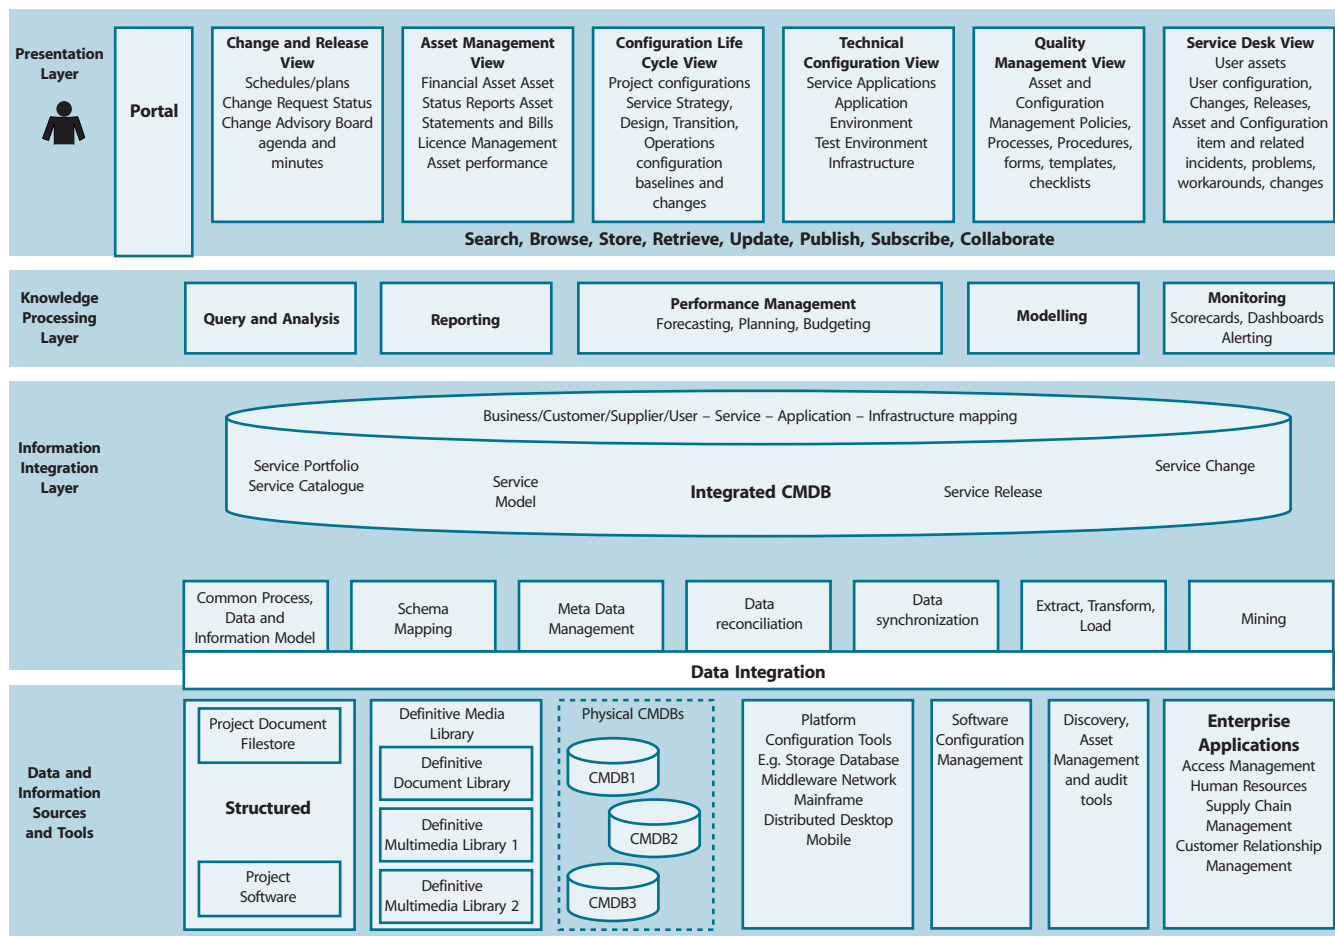 Presentation
Layer
Portal
Change and Release
View
Schedules/plans
Change Request Status
Change Advisory Board
agenda and
minutes
Asset Management
View
Financial Asset Asset
Status Reports Asset
Statements and Bills
Licence Management
Asset performance
Configuration Life
Cycle View
Project configurations
Service Strategy,
Design, Transition,
Operations
configuration
baselines and
changes
Technical
Configuration View
Service Applications
Application
Environment
Test Environment
Infrastructure
Quality
Management View
Asset and
Configuration
Management Policies,
Processes, Procedures,
forms, templates,
checklists
Service Desk View
User assets
User configuration,
Changes, Releases,
Asset and Configuration
item and related
incidents, problems,
workarounds, changes
Search, Browse, Store, Retrieve, Update, Publish, Subscribe, Collaborate
Knowledge
Processing
Layer
Query and Analysis
Reporting
Performance Management
Forecasting, Planning, Budgeting
Modelling
Monitoring
Scorecards, Dashboards
Alerting
Information
Integration
Layer
Business/Customer/Supplier/User – Service – Application – Infrastructure mapping
Service Portfolio
Service Catalogue
Service
Model
Integrated CMDB
Service Release
Service Change
Common Process,
Data and
Information Model
Schema
Mapping
Meta Data
Management
Data
reconciliation
Data
synchronization
Extract, Transform,
Load
Mining
Data Integration
Data and
Information
Sources
and Tools
Project Document
Filestore
Structured
Project
Software
Definitive Media
Library
Definitive
Document Library
Definitive
Multimedia Library 1
Definitive
Multimedia Library 2
Physical CMDBs
CMDB1
CMDB2
CMDB3
Platform
Configuration Tools
E.g. Storage Database
Middleware Network
Mainframe
Distributed Desktop
Mobile
Software
Configuration
Management
Discovery,
Asset
Management
and audit
tools
Enterprise
Applications
Access Management
Human Resources
Supply Chain
Management
Customer Relationship
Management